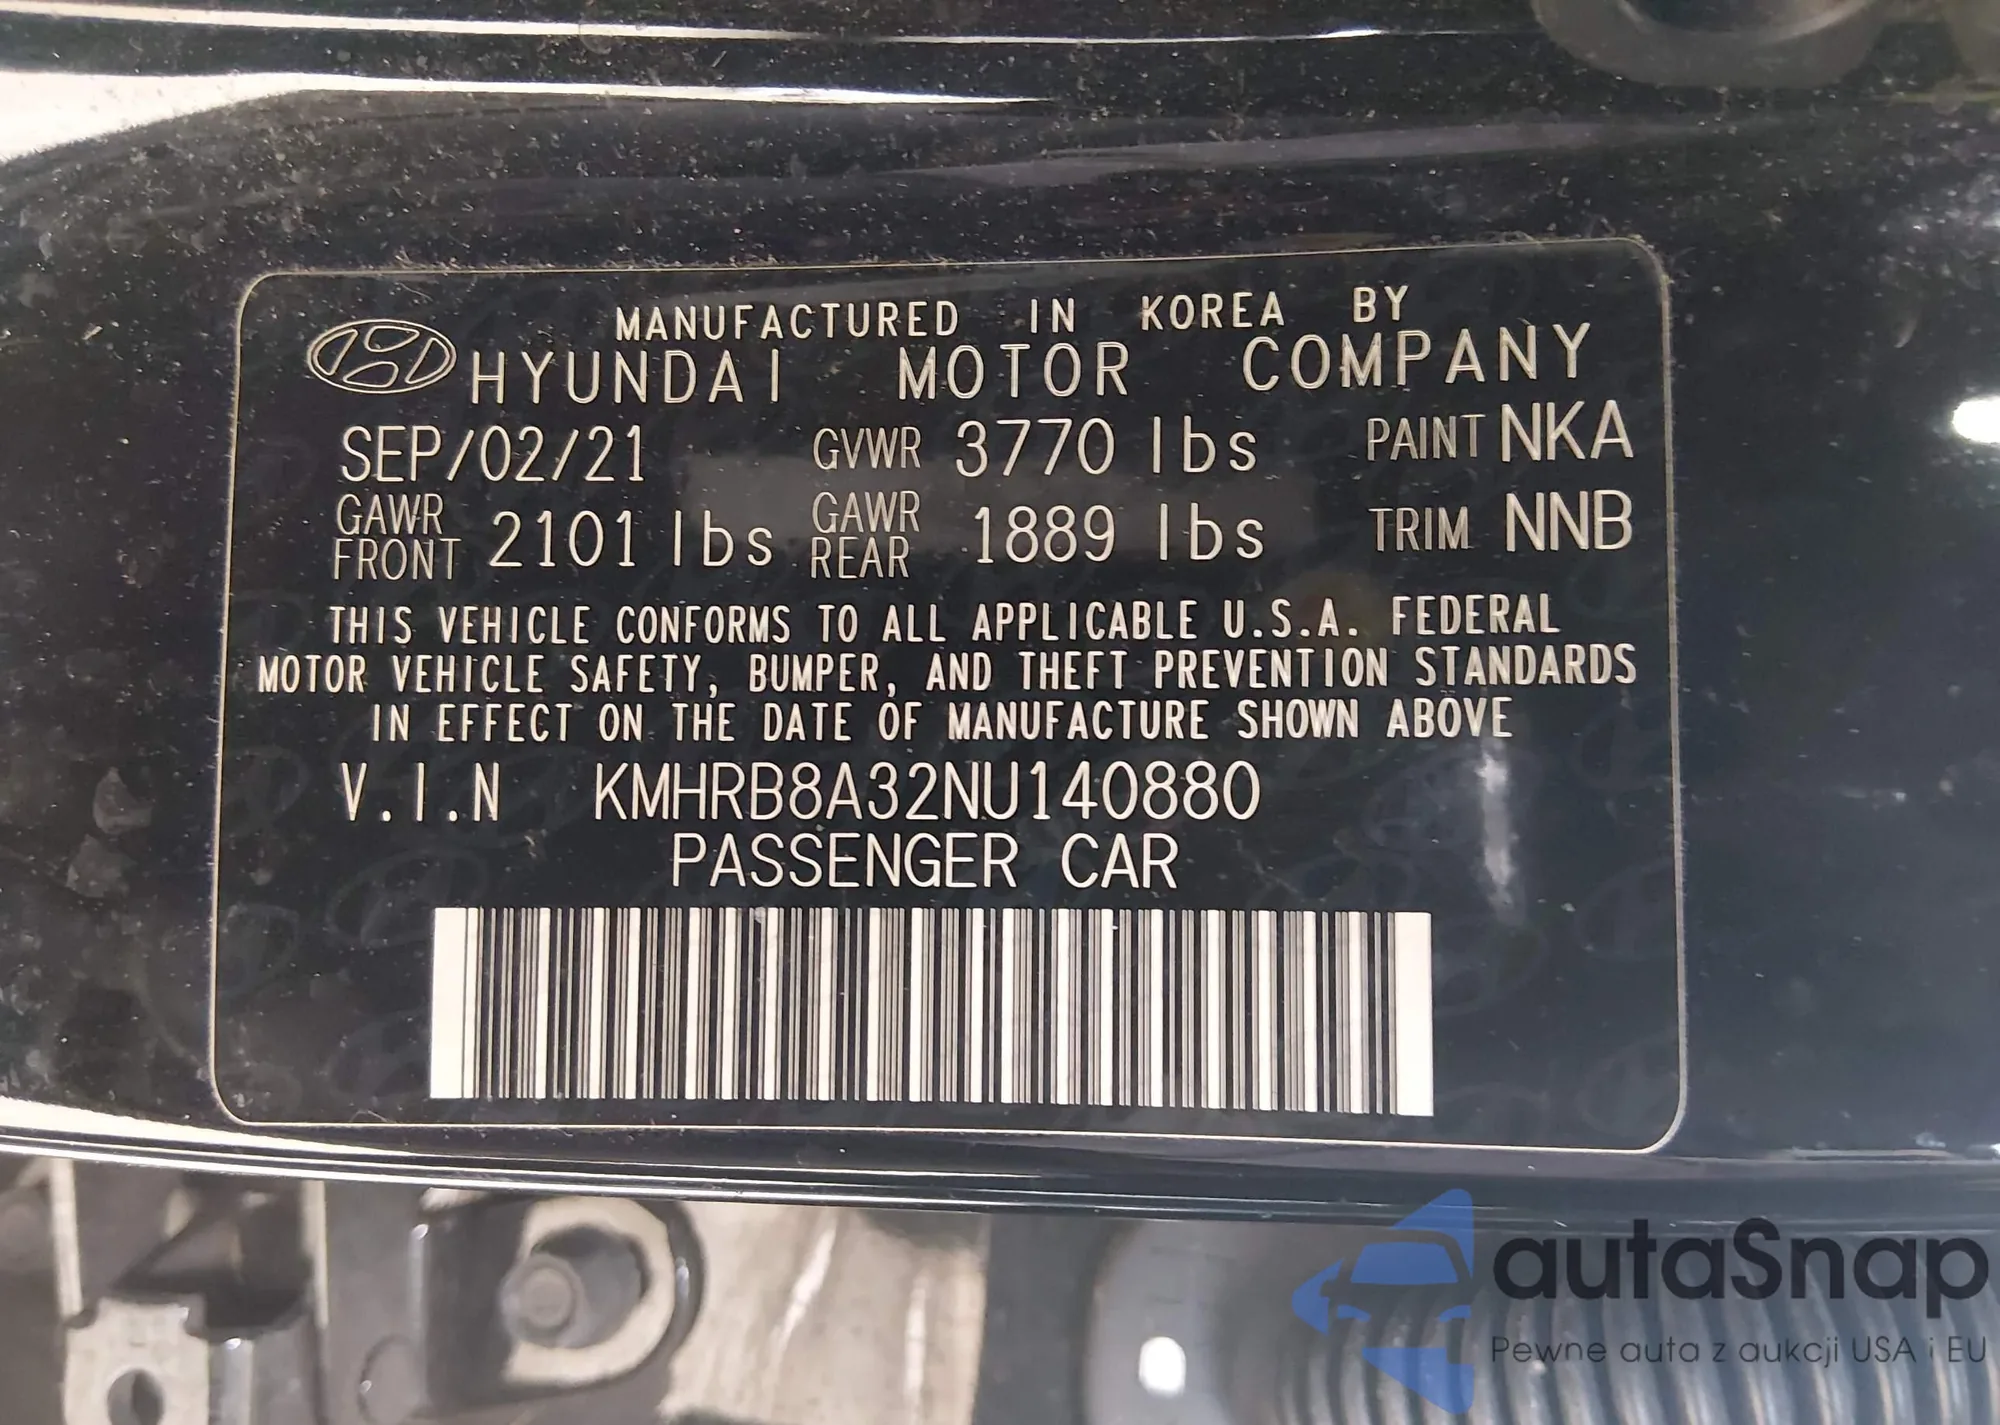 MANUFACTURED IN KOREA BY
HYUNDAI MOTOR COMPANY
SEP/02/21 GVWR 3770 lbs PAINT NKA
GAWR FRONT 2101 lbs GAWR REAR 1889 lbs TRIM NNB
THIS VEHICLE CONFORMS TO ALL APPLICABLE U.S.A. FEDERAL
MOTOR VEHICLE SAFETY, BUMPER, AND THEFT PREVENTION STANDARDS
IN EFFECT ON THE DATE OF MANUFACTURE SHOWN ABOVE
V.I.N KMHRB8A32NU140880
PASSENGER CAR
autaSnap
Pewne auta z aukcji USA i EU